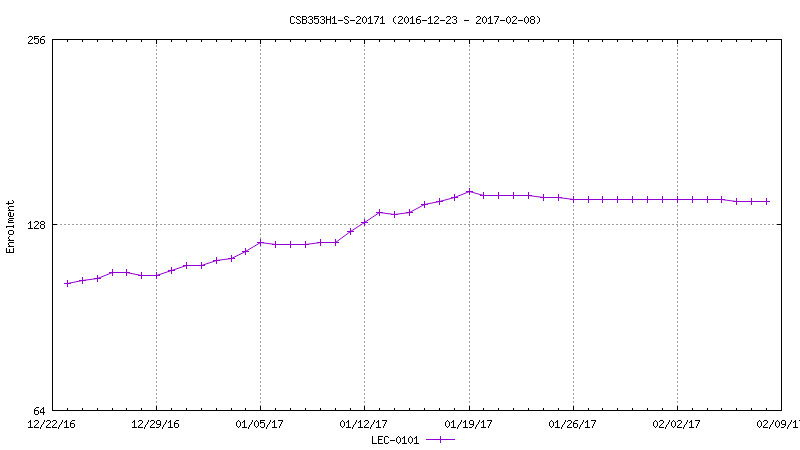 CSB353H1-S-20171 (2016-12-23 - 2017-02-08)
256
128
64
Enrolment
12/22/16 12/29/16 01/05/17 01/12/17 01/19/17 01/26/17 02/02/17 02/09/1
LEC-0101